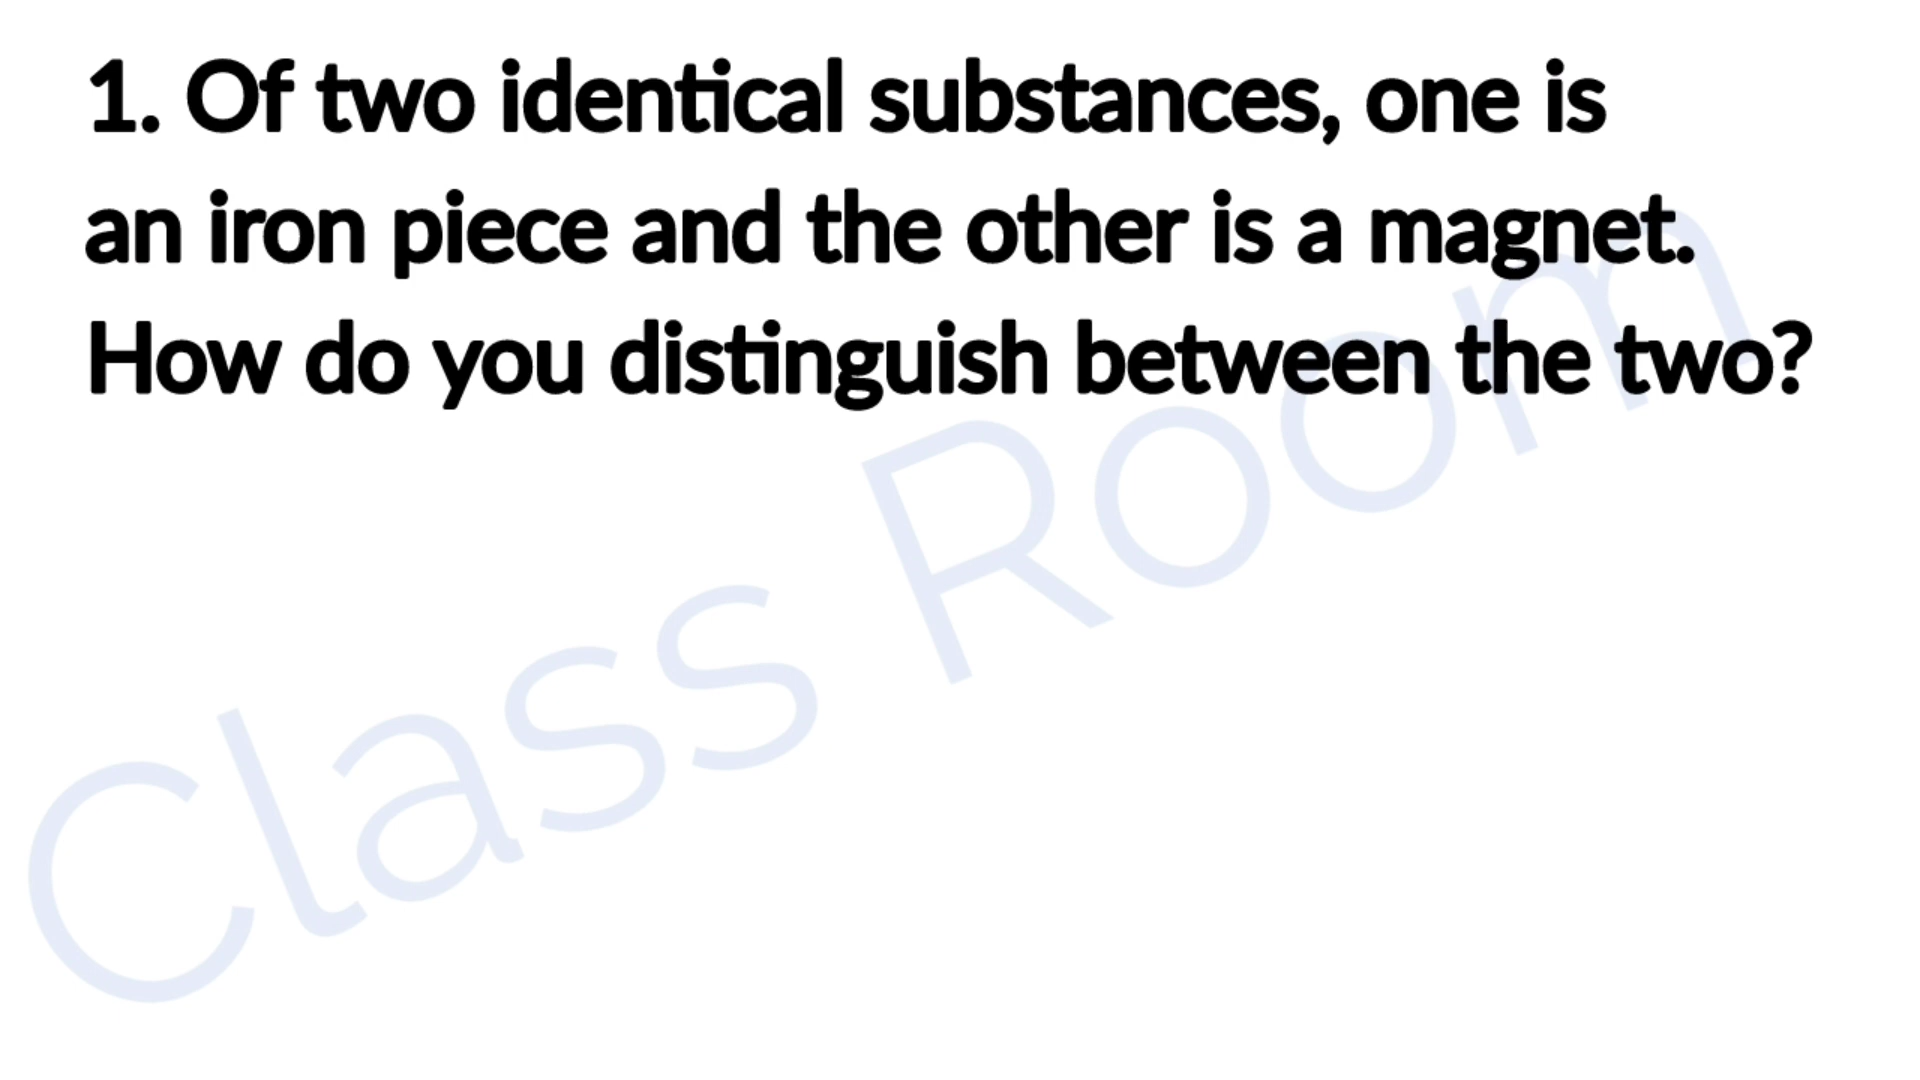 1. Of two identical substances, one is
an iron piece and the other is a magnet.
How do you distinguish between the two?
Class Room